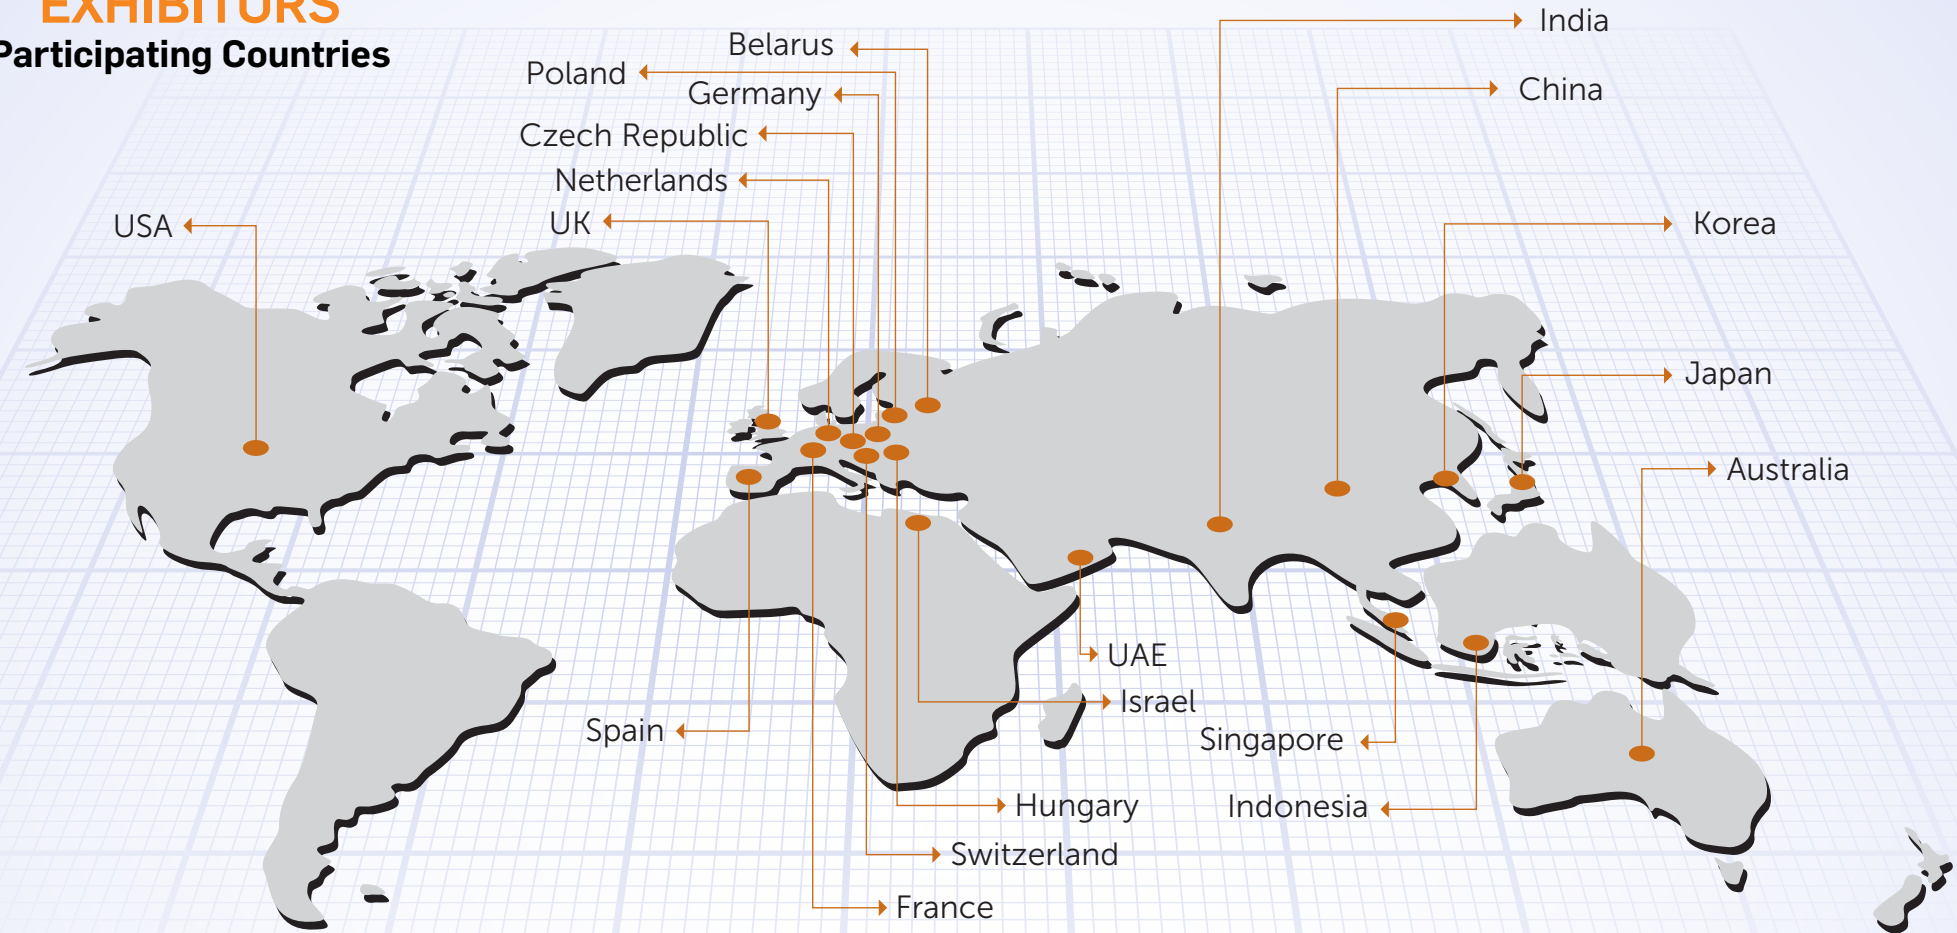 EXHIBITORS
Participating Countries
India
Belarus
Poland
China
Germany
Czech Republic
Netherlands
UK
USA
Korea
Japan
Australia
UAE
Israel
Spain
Singapore
Hungary
Indonesia
Switzerland
France